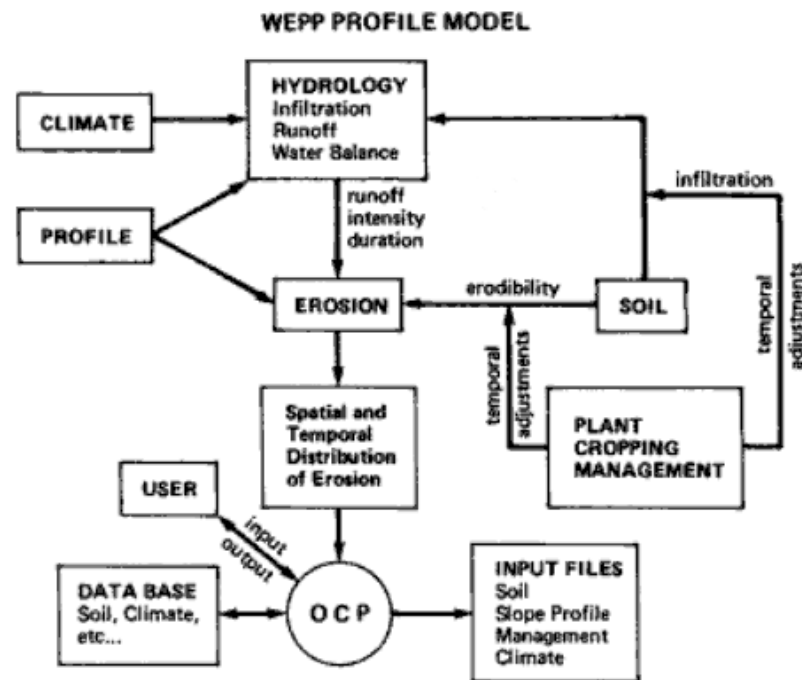 WEPP PROFILE MODEL
HYDROLOGY
Infiltration
Runoff
Water Balance
CLIMATE
infiltration
runoff
intensity
duration
PROFILE
erodibility
EROSION
SOIL
temporal
adjustments
temporal
adjustments
Spatial and
Temporal
Distribution
of Erosion
PLANT
CROPPING
MANAGEMENT
USER
input
output
DATA BASE
Soil, Climate,
etc...
O C P
INPUT FILES
Soil
Slope Profile
Management
Climate